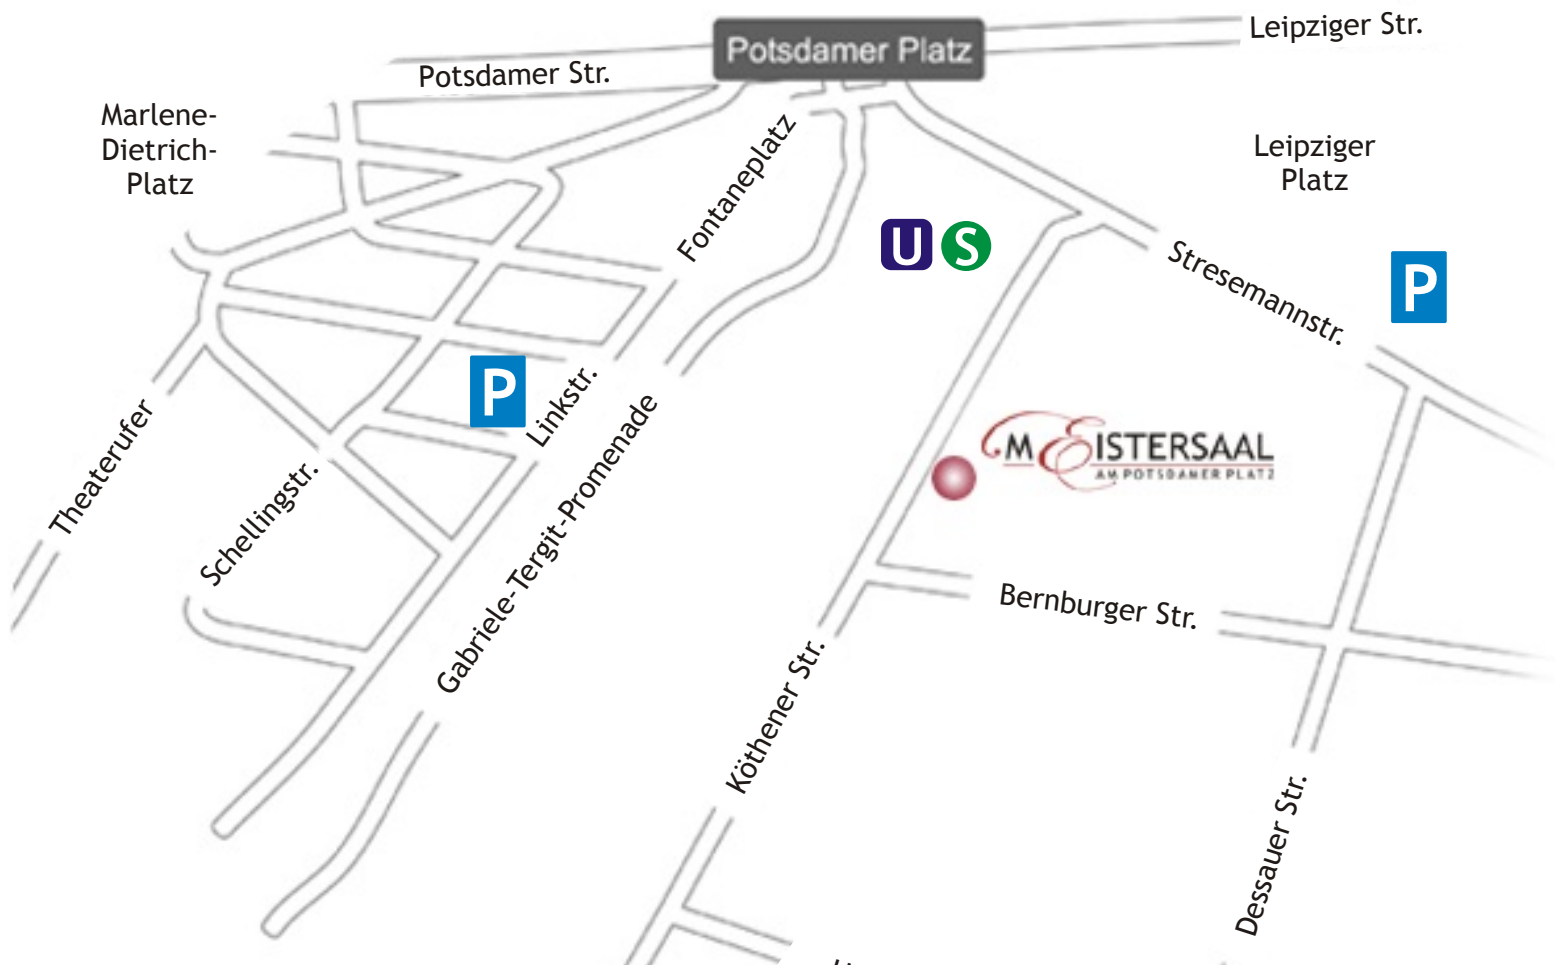 Potsdamer Platz
Leipziger Str.
Potsdamer Str.
Marlene-
Dietrich-
Platz
Leipziger
Platz
Fontaneplatz
U
S
Stresemannstr.
P
P
Linkstr.
MEISTERSAAL
AM POTSDAMER PLATZ
Theaterufer
Schellingstr.
Gabriele-Tergit-Promenade
Bernburger Str.
Köthener Str.
Dessauer Str.